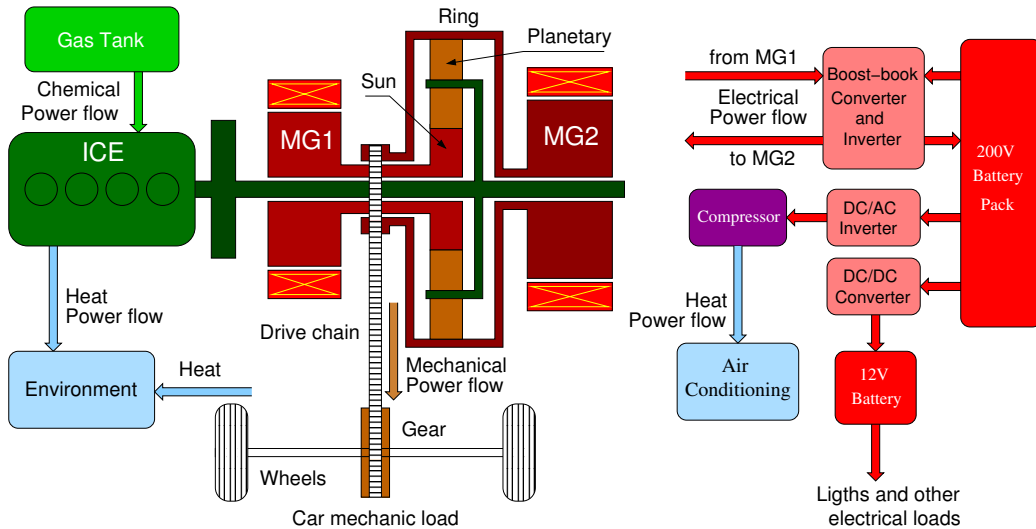 Gas Tank
Chemical
Power flow
ICE
Heat
Power flow
Environment
Heat
Ring
Planetary
Sun
MG1
MG2
Drive chain
Mechanical
Power flow
Gear
Wheels
Car mechanic load
from MG1
Electrical
Power flow
to MG2
Boost-book
Converter
and
Inverter
200V
Battery
Pack
Compressor
DC/AC
Inverter
DC/DC
Converter
Heat
Power flow
Air
Conditioning
12V
Battery
Ligths and other
electrical loads